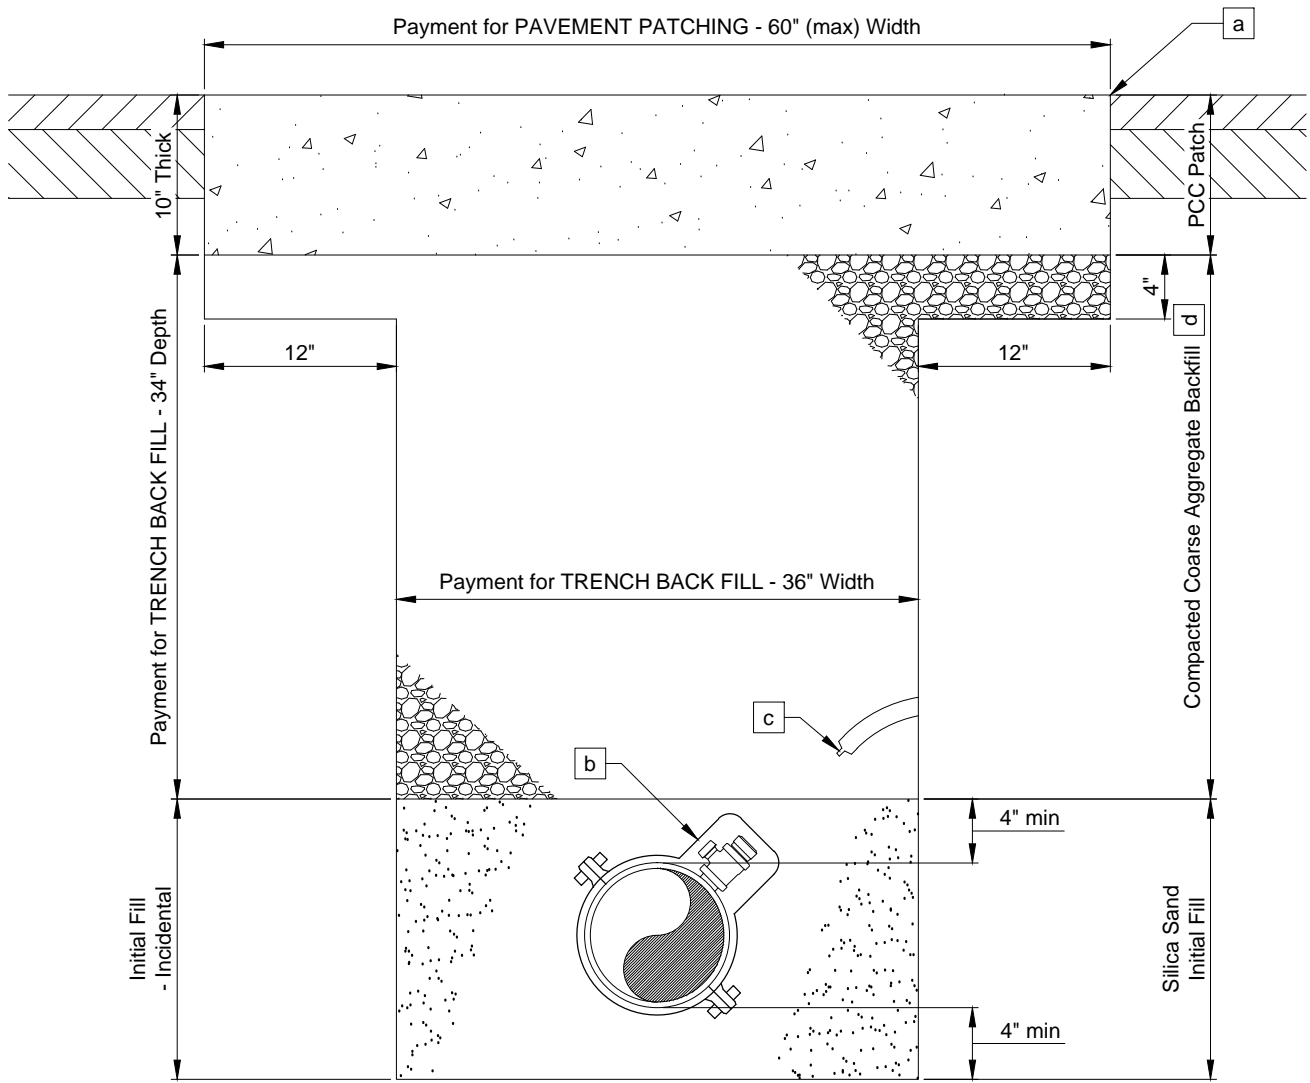 Payment for PAVEMENT PATCHING - 60" (max) Width
a
10" Thick
PCC Patch
4"
12"
12"
Payment for TRENCH BACK FILL - 34" Depth
Compacted Coarse Aggregate Backfill
d
Payment for TRENCH BACK FILL - 36" Width
c
b
4" min
Initial Fill
- Incidental
Silica Sand
Initial Fill
4" min